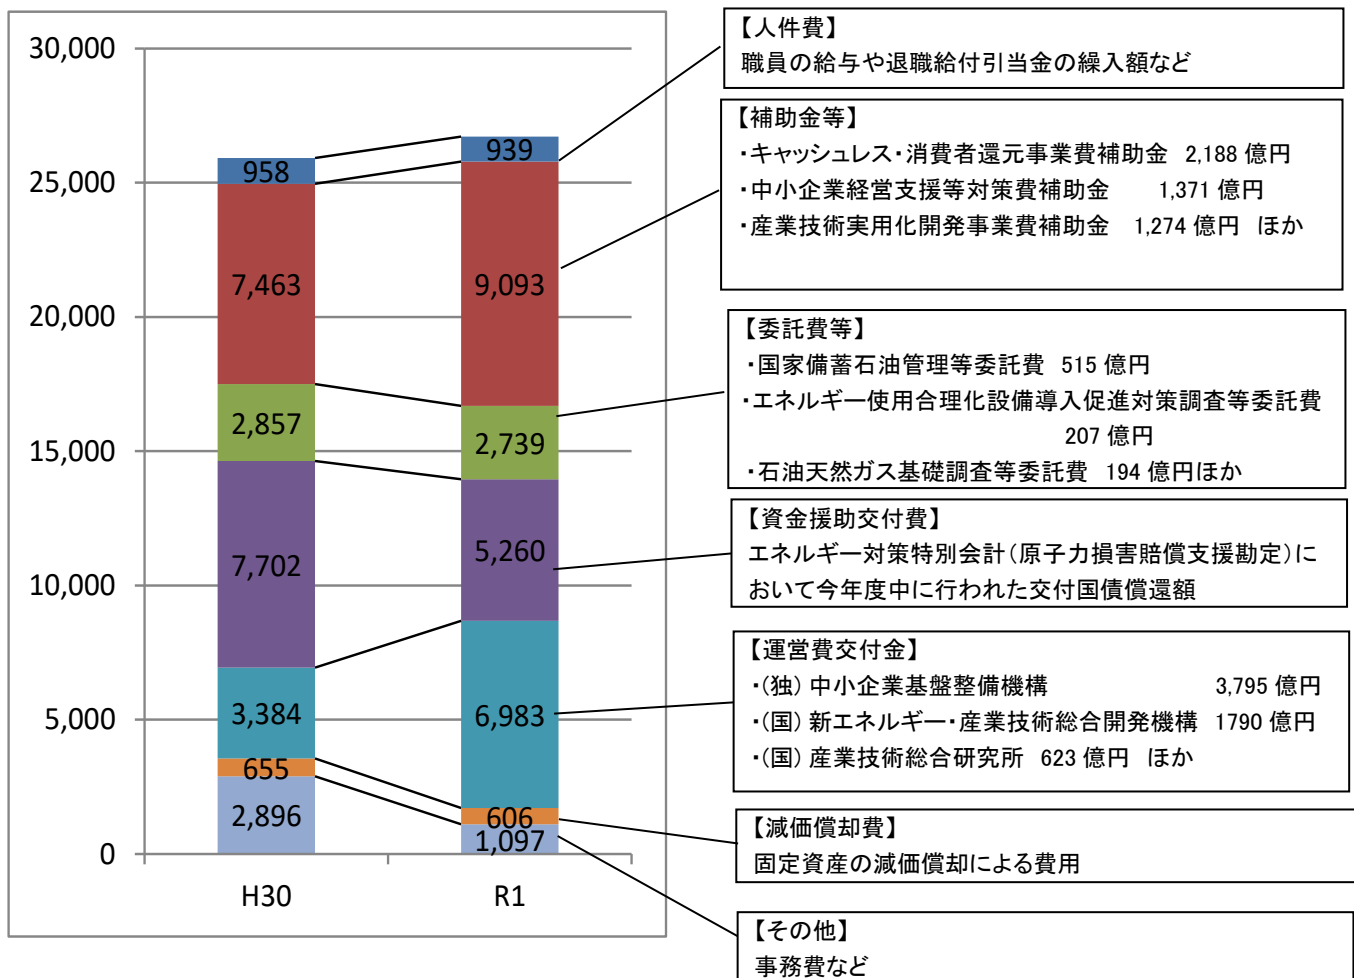 30,000
25,000
20,000
15,000
10,000
5,000
0
958
7,463
2,857
7,702
3,384
655
2,896
H30
939
9,093
2,739
5,260
6,983
606
1,097
R1
【人件費】
職員の給与や退職給付引当金の繰入額など
【補助金等】
・キャッシュレス・消費者還元事業費補助金 2,188 億円
・中小企業経営支援等対策費補助金 1,371 億円
・産業技術実用化開発事業費補助金 1,274 億円 ほか
【委託費等】
・国家備蓄石油管理等委託費 515 億円
・エネルギー使用合理化設備導入促進対策調査等委託費
207 億円
・石油天然ガス基礎調査等委託費 194 億円ほか
【資金援助交付費】
エネルギー対策特別会計(原子力損害賠償支援勘定)に
おいて今年度中に行われた交付国債償還額
【運営費交付金】
・(独) 中小企業基盤整備機構 3,795 億円
・(国) 新エネルギー・産業技術総合開発機構 1790 億円
・(国) 産業技術総合研究所 623 億円 ほか
【減価償却費】
固定資産の減価償却による費用
【その他】
事務費など